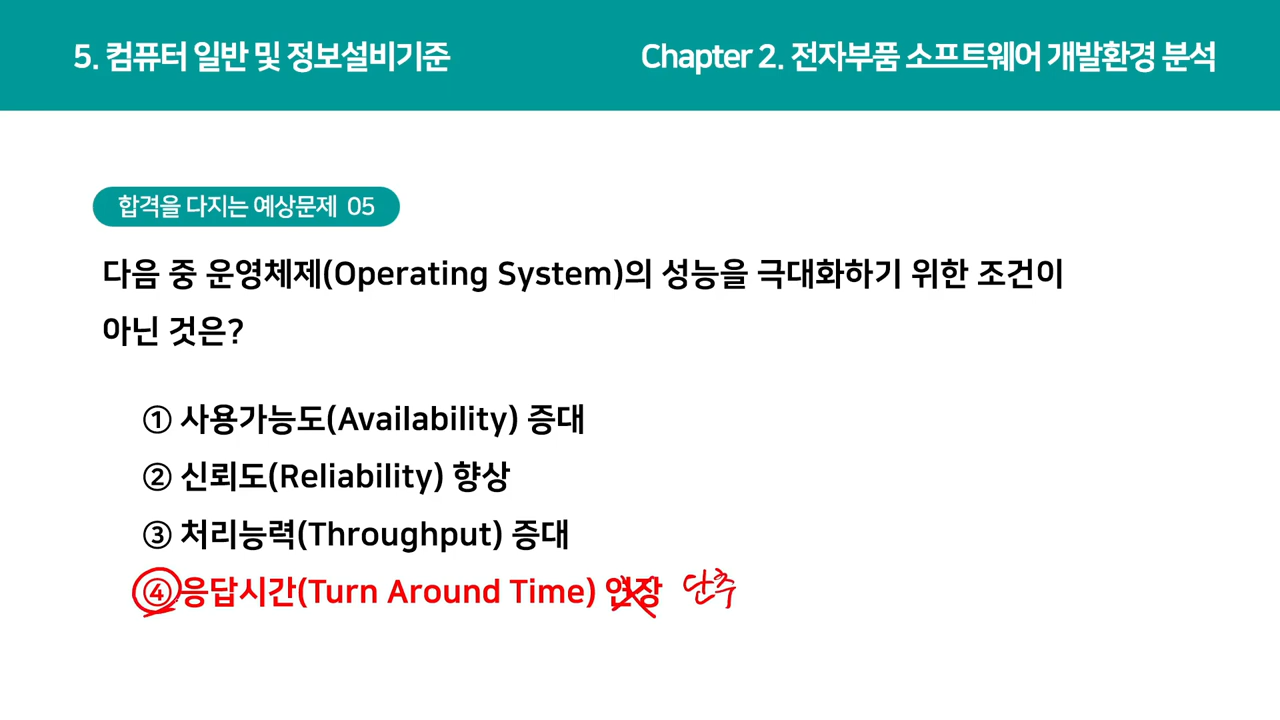 5. 컴퓨터 일반 및 정보설비기준
Chapter 2. 전자부품 소프트웨어 개발환경 분석
합격을 다지는 예상문제 05
다음 중 운영체제(Operating System)의 성능을 극대화하기 위한 조건이
아닌 것은?
① 사용가능도(Availability) 증대
② 신뢰도(Reliability) 향상
③ 처리능력(Throughput) 증대
④ 응답시간(Turn Around Time) 연장 단축